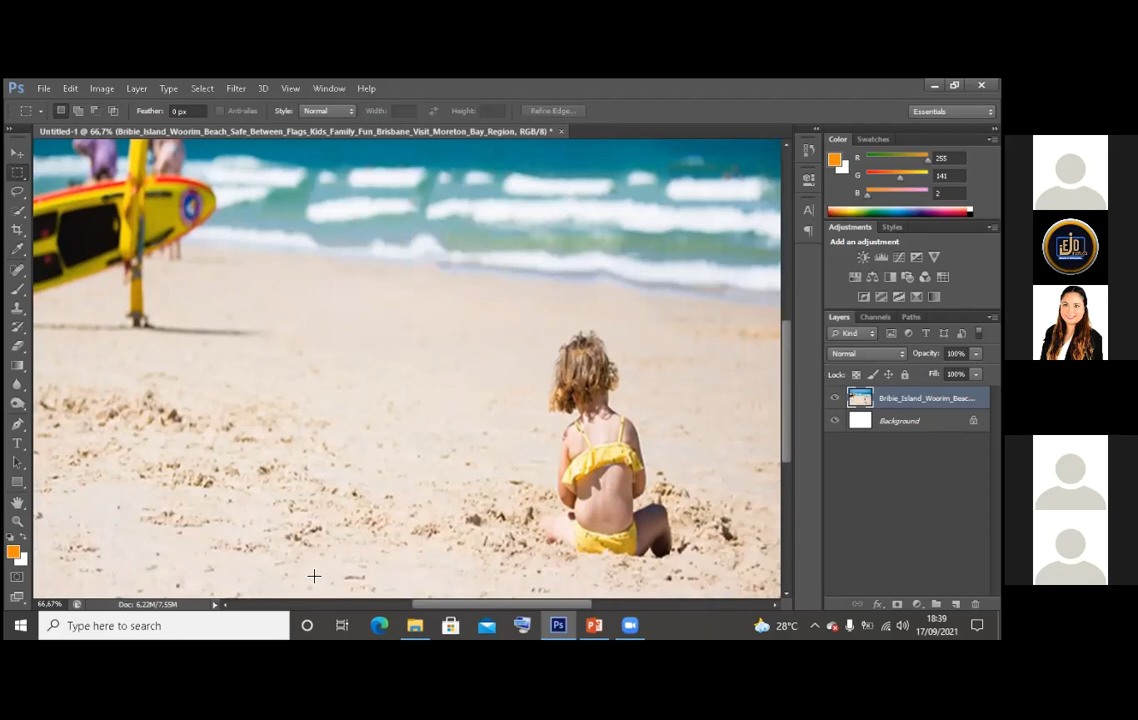 Ps File Edit Image Layer Type Select Filter 3D View Window Help
Feather: 0 px Anti-alias Style: Normal Width: Height: Refine Edge... Essentials
Untitled-1 @ 66,7% (Bribie_Island_Woorim_Beach_Safe_Between_Flags_Kids_Family_Fun_Brisbane_Visit_Moreton_Bay_Region, RGB/8) *
Color Swatches
R 255
G 141
B 2
Adjustments Styles
Add an adjustment
Layers Channels Paths
Kind
Normal Opacity: 100%
Lock: Fill: 100%
Bribie_Island_Woorim_Beac...
Background
66,67% Doc: 6,22M/7,55M
Type here to search
Ps
28°C
18:39
17/09/2021